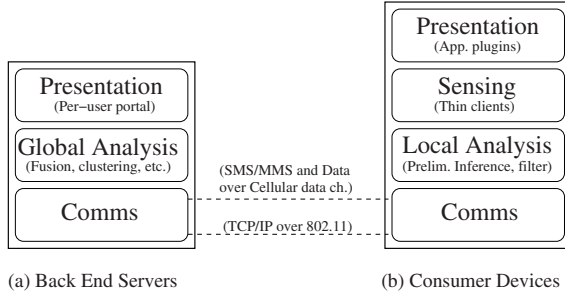 Presentation
(Per−user portal)
Global Analysis
(Fusion, clustering, etc.)
Comms
(SMS/MMS and Data
over Cellular data ch.)
(TCP/IP over 802.11)
Presentation
(App. plugins)
Sensing
(Thin clients)
Local Analysis
(Prelim. Inference, filter)
Comms
(a) Back End Servers
(b) Consumer Devices